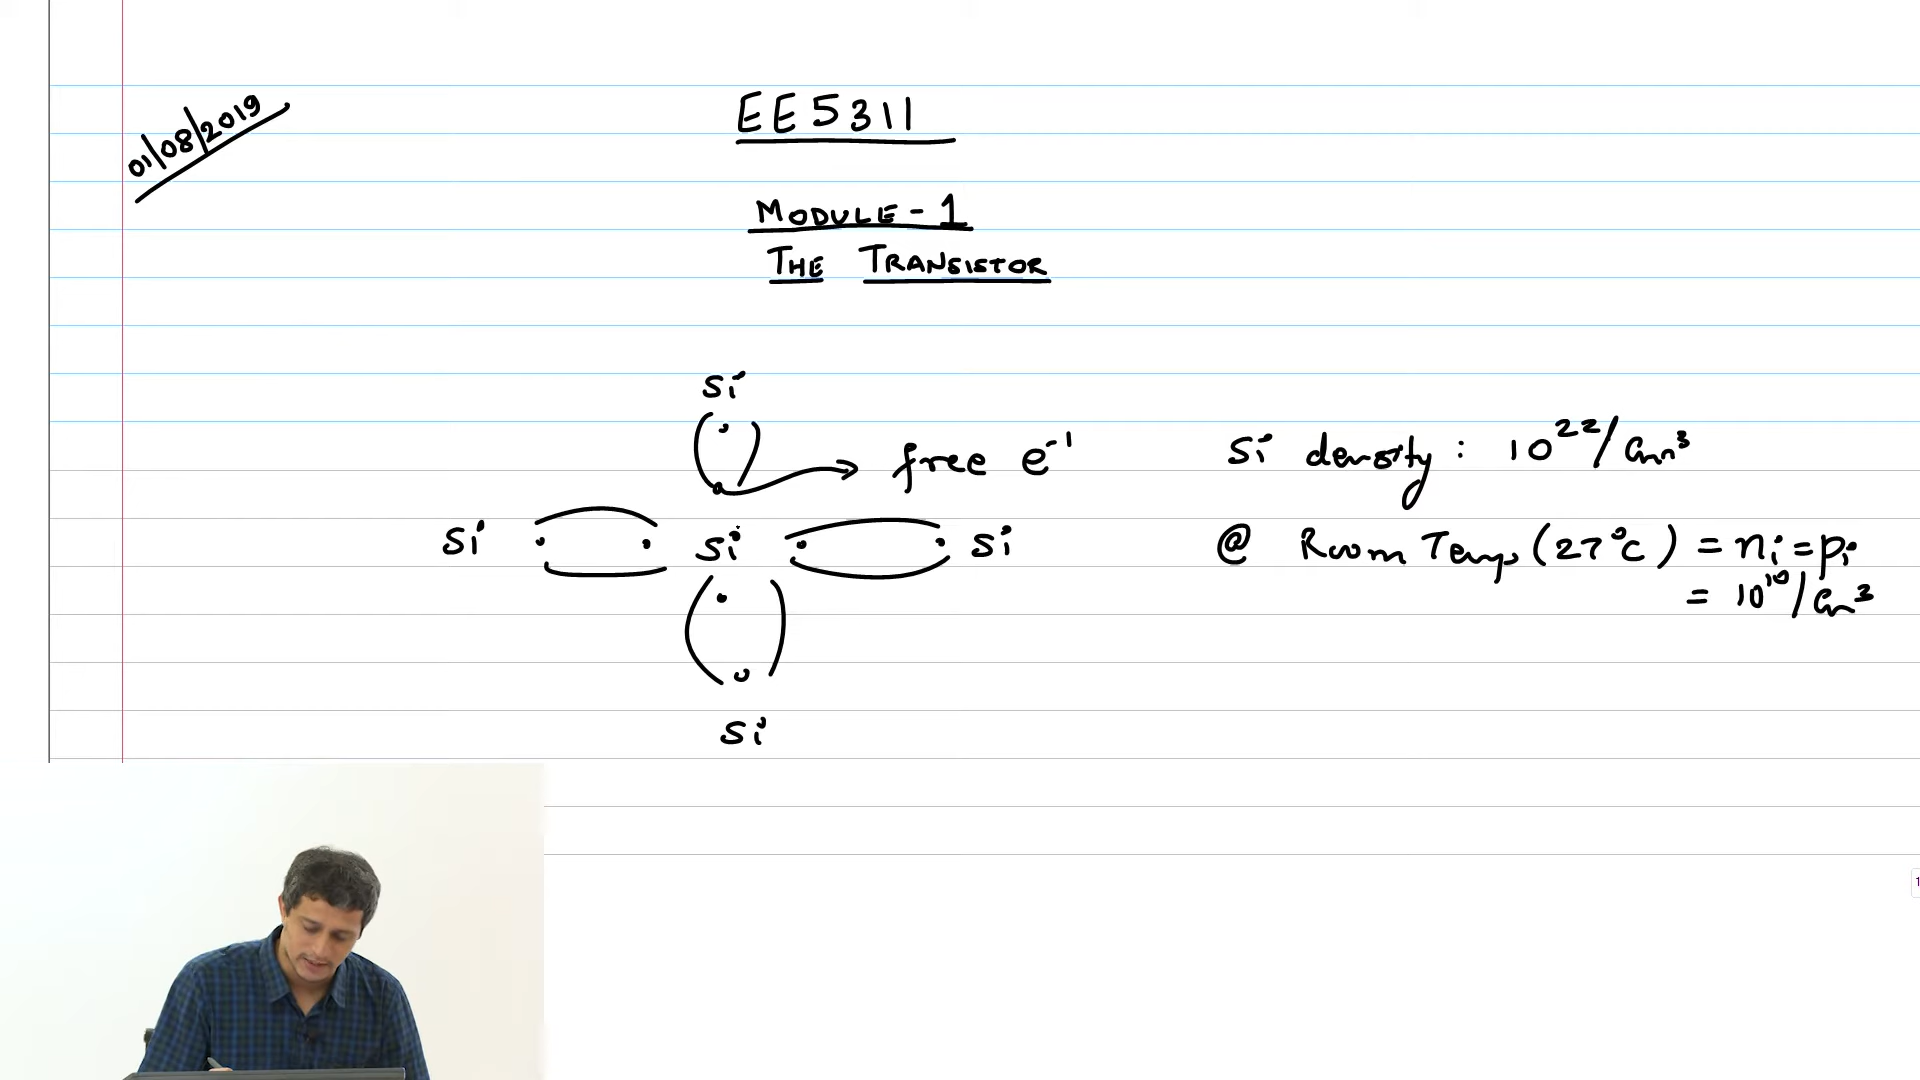 01/08/2019
EE5311
MODULE - 1
THE TRANSISTOR
Si
free e⁻¹
Si density : 10²²/cm³
Si Si Si
@ Room Temp (27°C) = nᵢ = pᵢ
= 10¹⁰/cm³
Si
1